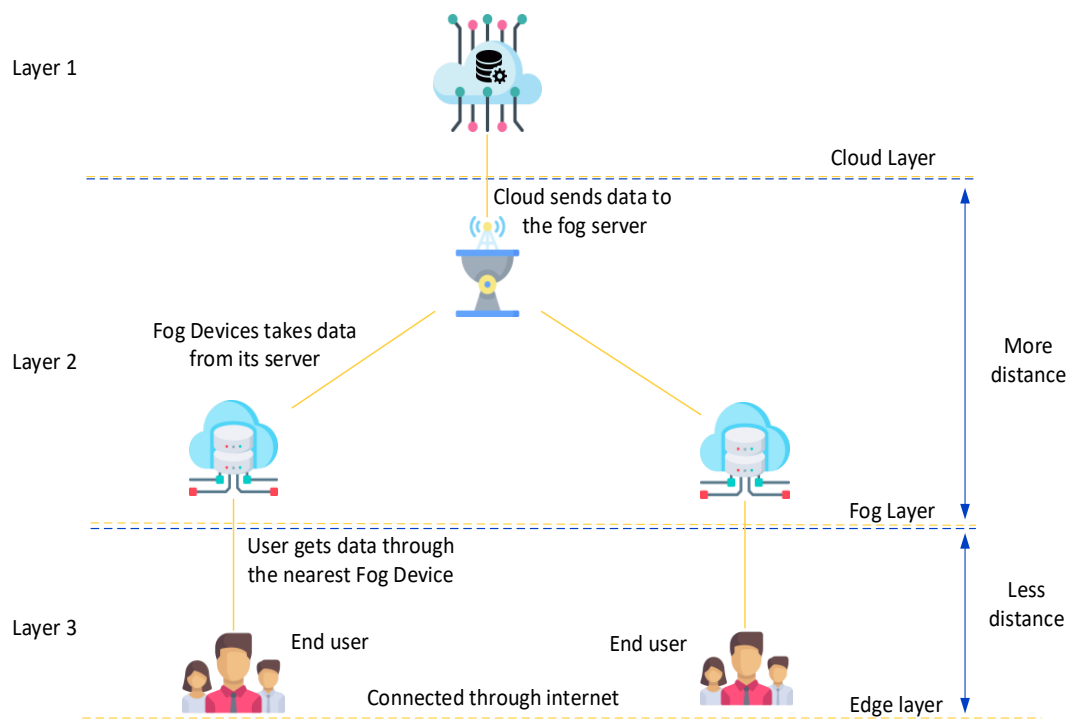 Layer 1
Cloud Layer
Cloud sends data to
the fog server
Fog Devices takes data
from its server
Layer 2
More
distance
Fog Layer
User gets data through
the nearest Fog Device
Less
distance
Layer 3
End user
End user
Connected through internet
Edge layer